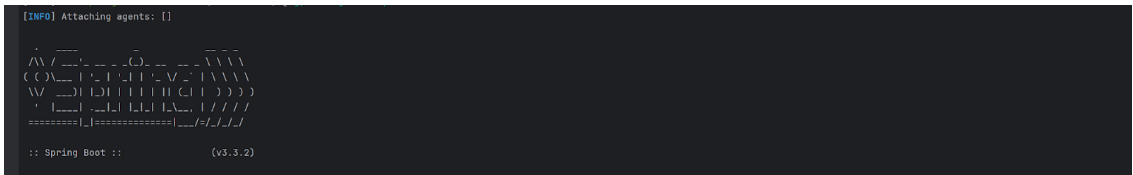 [INFO] Attaching agents: []
  .   ____          _            __ _ _
 /\\ / ___'_ __ _ _(_)_ __  __ _ \ \ \ \
( ( )\___ | '_ | '_| | '_ \/ _` | \ \ \ \
 \\/  ___)| |_)| | | | | || (_| |  ) ) ) )
  '  |____| .__|_| |_|_| |_\__, | / / / /
 =========|_|==============|___/=/_/_/_/
 :: Spring Boot ::                (v3.3.2)